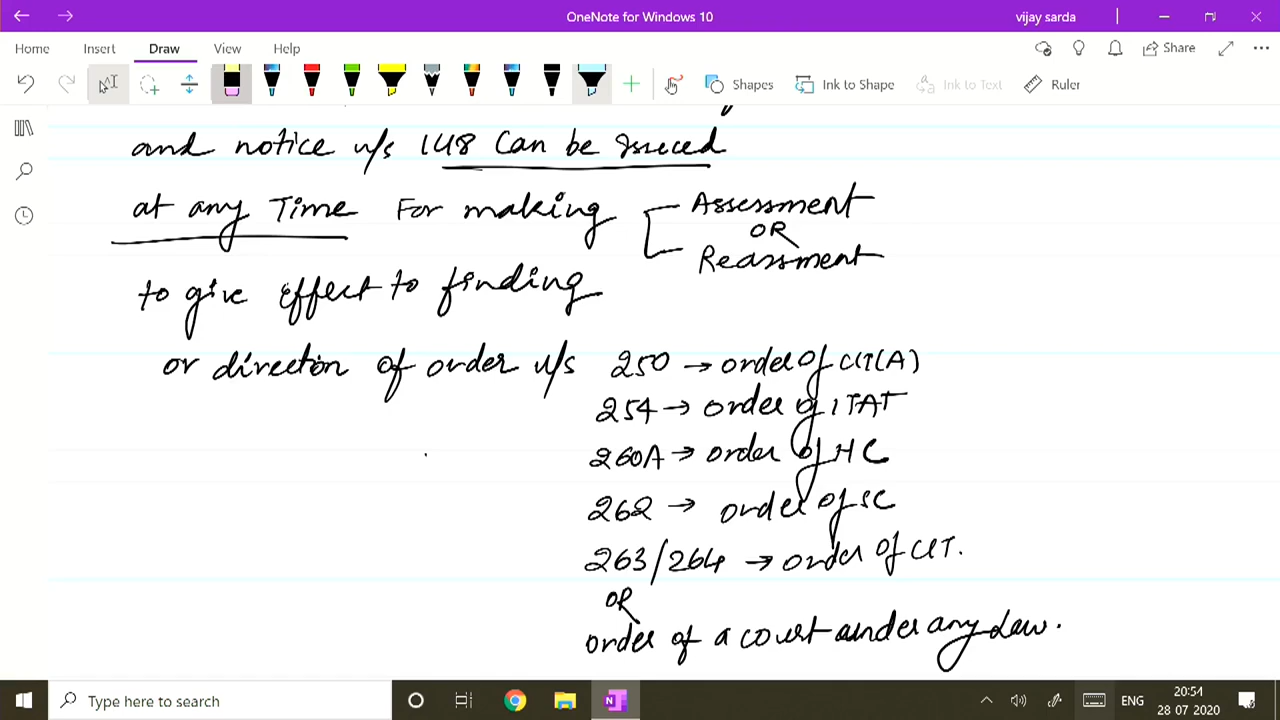 OneNote for Windows 10
vijay sarda
Home Insert Draw View Help
Share
Shapes Ink to Shape Ink to Text Ruler
and notice u/s 148 Can be Issued
at any Time For making Assessment
OR
Reassment
to give effect to finding
or direction of order u/s 250 → order of CIT(A)
254 → order of ITAT
260A → order of HC
262 → order of SC
263/264 → order of CIT.
OR
order of a court under any Law.
Type here to search
ENG
20:54
28-07-2020